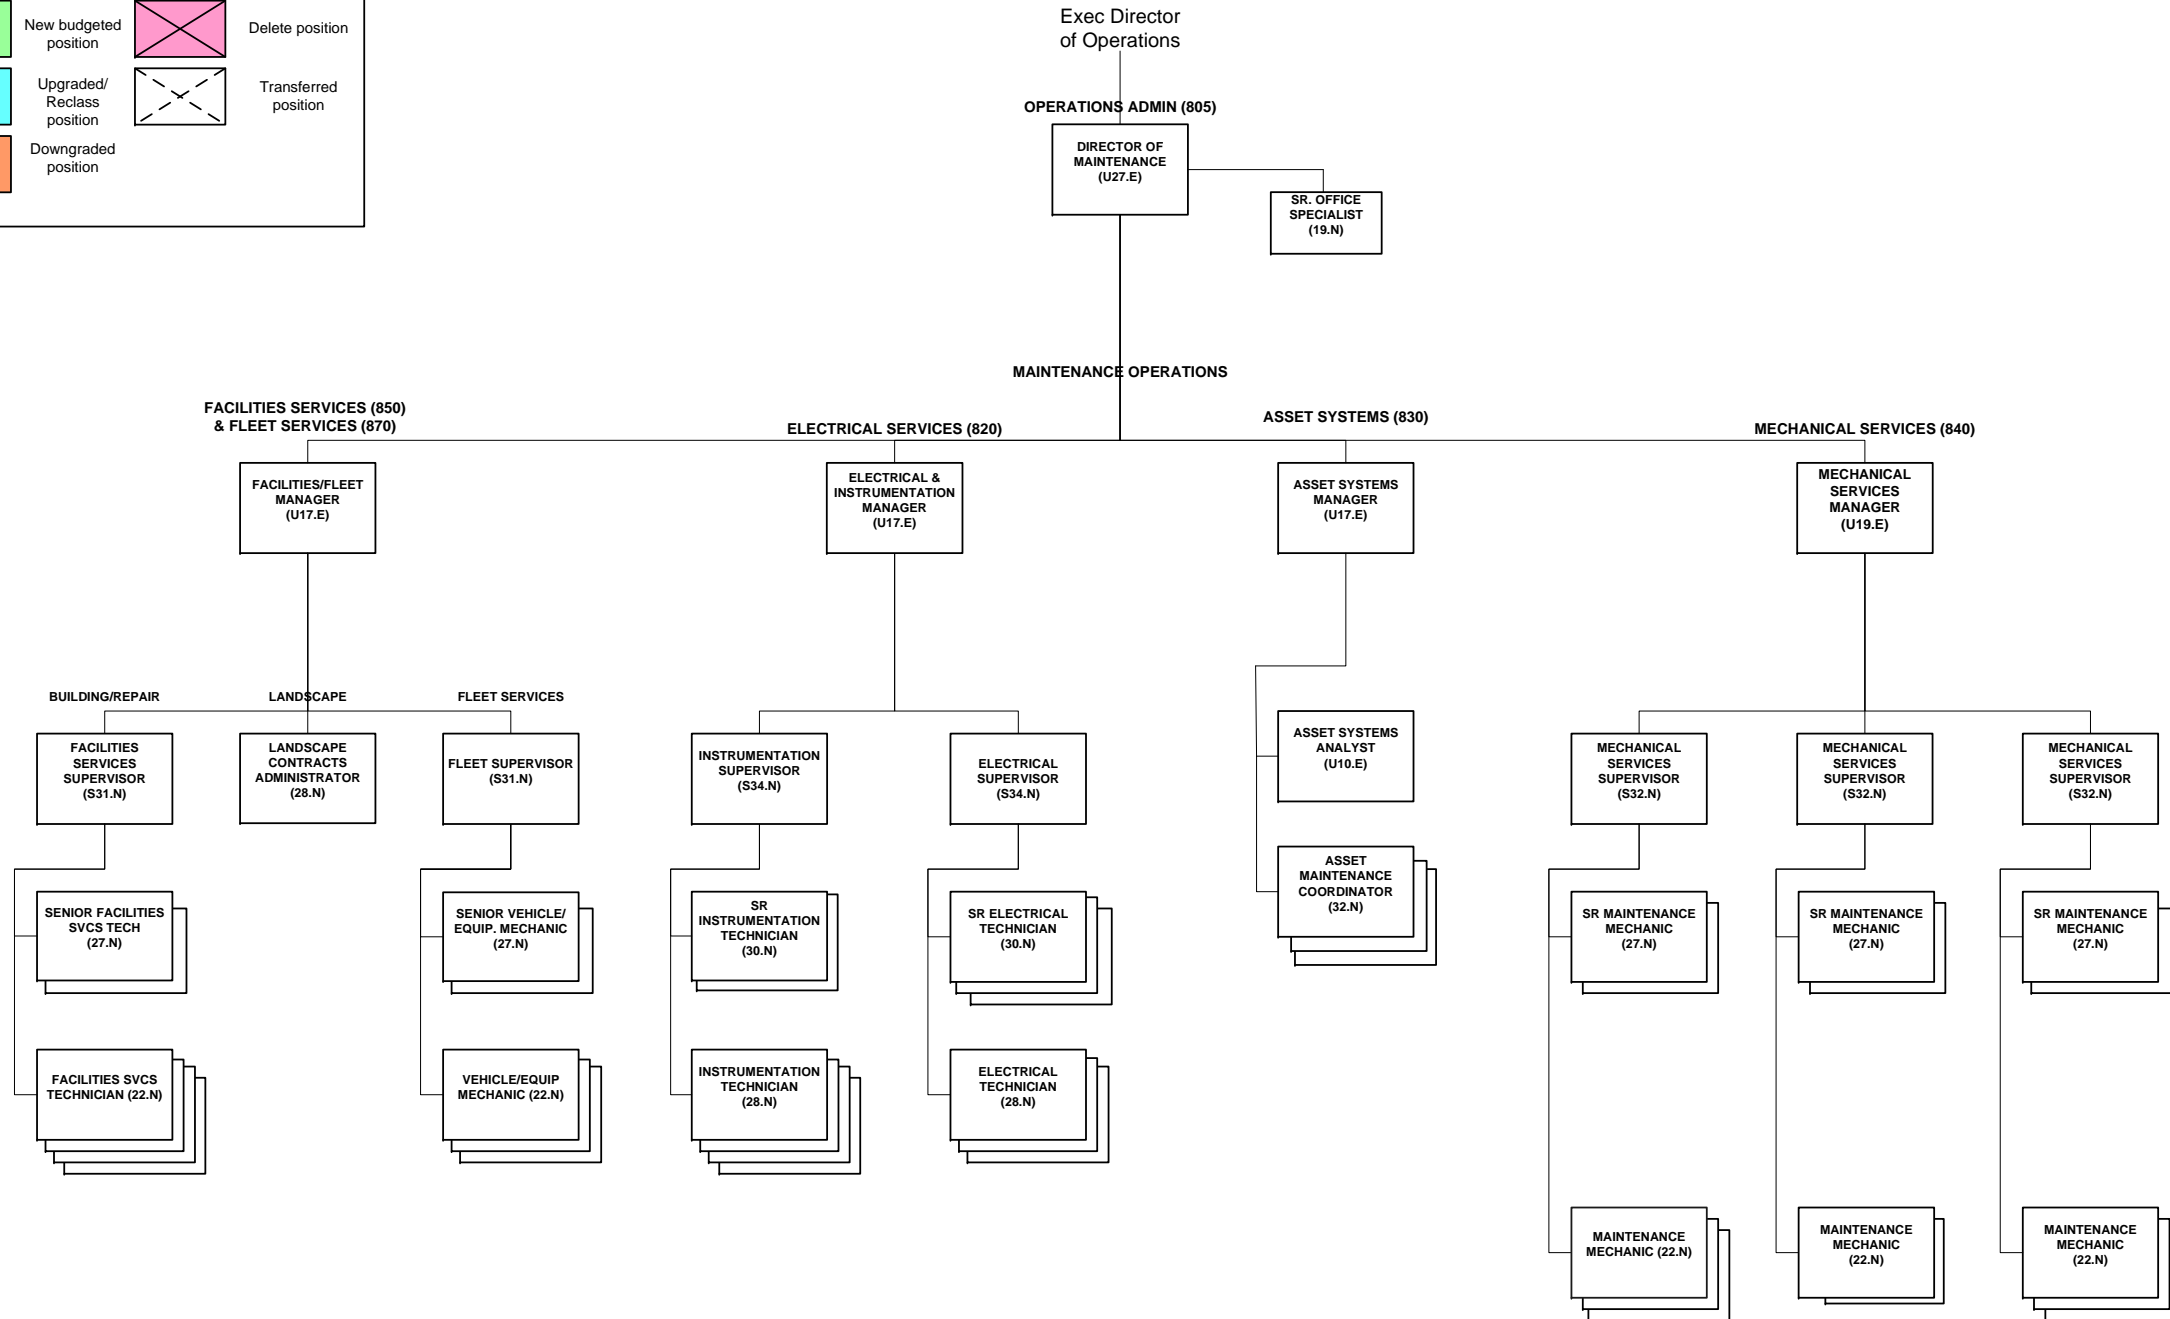 New budgeted
position
Delete position
Upgraded/
Reclass
position
Transferred
position
Downgraded
position
Exec Director
of Operations
OPERATIONS ADMIN (805)
DIRECTOR OF
MAINTENANCE
(U27.E)
SR. OFFICE
SPECIALIST
(19.N)
MAINTENANCE OPERATIONS
FACILITIES SERVICES (850)
& FLEET SERVICES (870)
ELECTRICAL SERVICES (820)
ASSET SYSTEMS (830)
MECHANICAL SERVICES (840)
FACILITIES/FLEET
MANAGER
(U17.E)
ELECTRICAL &
INSTRUMENTATION
MANAGER
(U17.E)
ASSET SYSTEMS
MANAGER
(U17.E)
MECHANICAL
SERVICES
MANAGER
(U19.E)
BUILDING/REPAIR
LANDSCAPE
FLEET SERVICES
FACILITIES
SERVICES
SUPERVISOR
(S31.N)
LANDSCAPE
CONTRACTS
ADMINISTRATOR
(28.N)
FLEET SUPERVISOR
(S31.N)
INSTRUMENTATION
SUPERVISOR
(S34.N)
ELECTRICAL
SUPERVISOR
(S34.N)
ASSET SYSTEMS
ANALYST
(U10.E)
MECHANICAL
SERVICES
SUPERVISOR
(S32.N)
MECHANICAL
SERVICES
SUPERVISOR
(S32.N)
MECHANICAL
SERVICES
SUPERVISOR
(S32.N)
SENIOR FACILITIES
SVCS TECH
(27.N)
SENIOR VEHICLE/
EQUIP. MECHANIC
(27.N)
SR
INSTRUMENTATION
TECHNICIAN
(30.N)
SR ELECTRICAL
TECHNICIAN
(30.N)
ASSET
MAINTENANCE
COORDINATOR
(32.N)
SR MAINTENANCE
MECHANIC
(27.N)
SR MAINTENANCE
MECHANIC
(27.N)
SR MAINTENANCE
MECHANIC
(27.N)
FACILITIES SVCS
TECHNICIAN (22.N)
VEHICLE/EQUIP
MECHANIC (22.N)
INSTRUMENTATION
TECHNICIAN
(28.N)
ELECTRICAL
TECHNICIAN
(28.N)
MAINTENANCE
MECHANIC (22.N)
MAINTENANCE
MECHANIC
(22.N)
MAINTENANCE
MECHANIC
(22.N)